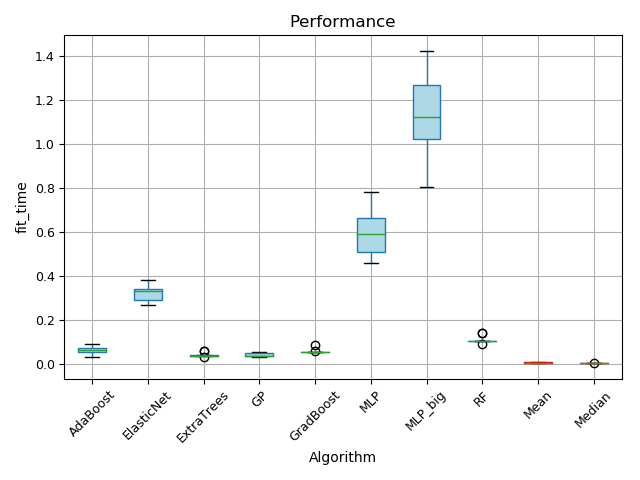 Performance
1.4
1.2
1.0
0.8
0.6
0.4
0.2
0.0
fit_time
AdaBoost
ElasticNet
ExtraTrees
GP
GradBoost
MLP
MLP_big
RF
Mean
Median
Algorithm